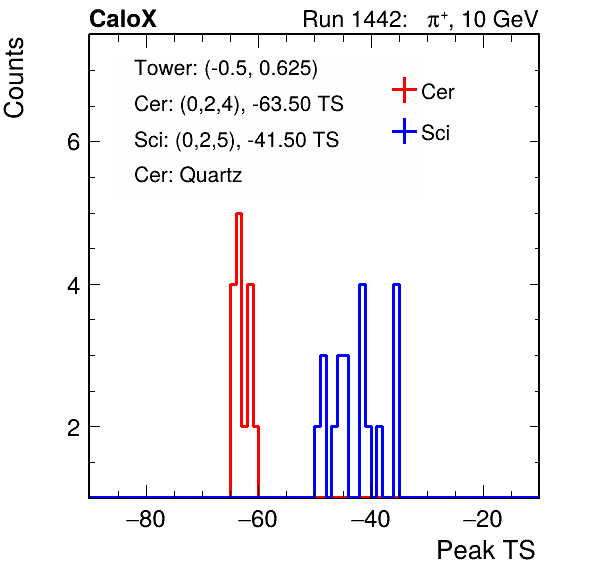 CaloX Run 1442: π⁺, 10 GeV
Counts
Tower: (-0.5, 0.625)
Cer: (0,2,4), -63.50 TS
Sci: (0,2,5), -41.50 TS
Cer: Quartz
Cer
Sci
6
4
2
−80 −60 −40 −20
Peak TS